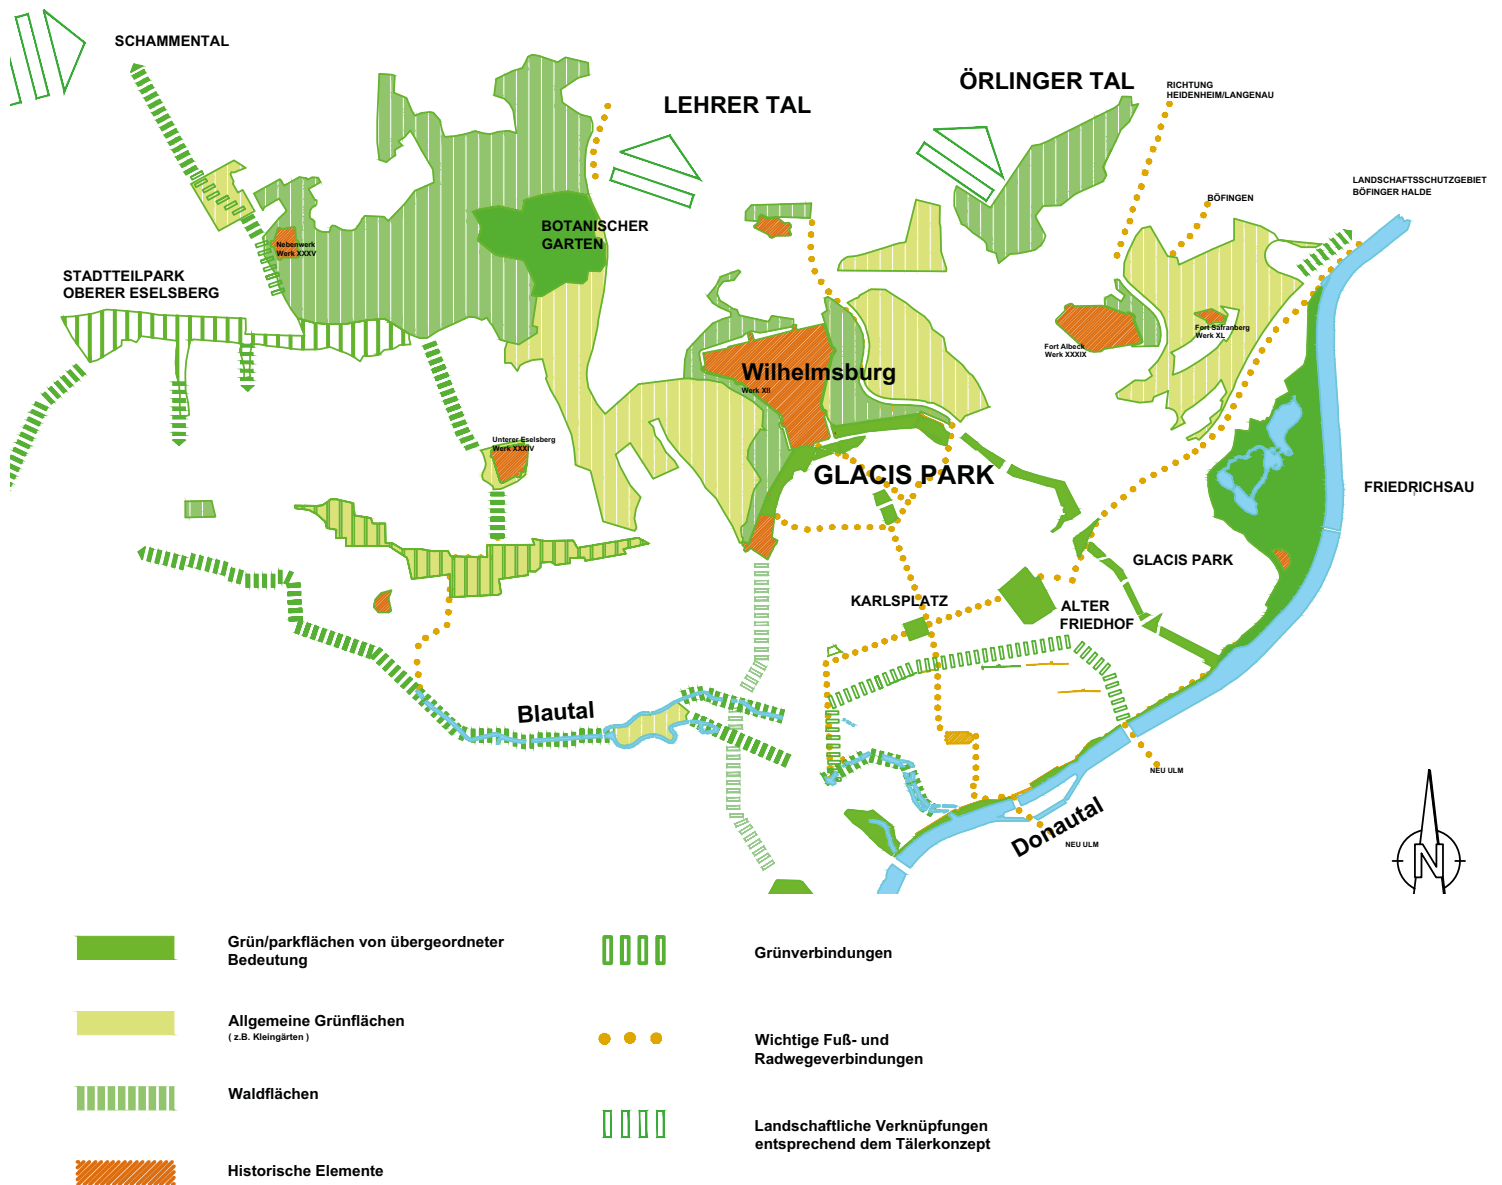 SCHAMMENTAL
LEHRER TAL
ÖRLINGER TAL
RICHTUNG
HEIDENHEIM/LANGENAU
LANDSCHAFTSSCHUTZGEBIET
BÖFINGER HALDE
BÖFINGEN
BOTANISCHER
GARTEN
Nebenwerk
Werk XXXV
STADTTEILPARK
OBERER ESELSBERG
Fort Albeck
Werk XXXIX
Fort Safranberg
Werk XL
Wilhelmsburg
Werk XII
Unterer Eselsberg
Werk XXXIV
GLACIS PARK
FRIEDRICHSAU
GLACIS PARK
KARLSPLATZ
ALTER
FRIEDHOF
Blautal
NEU ULM
Donautal
NEU ULM
N
Grün/parkflächen von übergeordneter
Bedeutung
Allgemeine Grünflächen
( z.B. Kleingärten )
Waldflächen
Historische Elemente
Grünverbindungen
Wichtige Fuß- und
Radwegeverbindungen
Landschaftliche Verknüpfungen
entsprechend dem Tälerkonzept